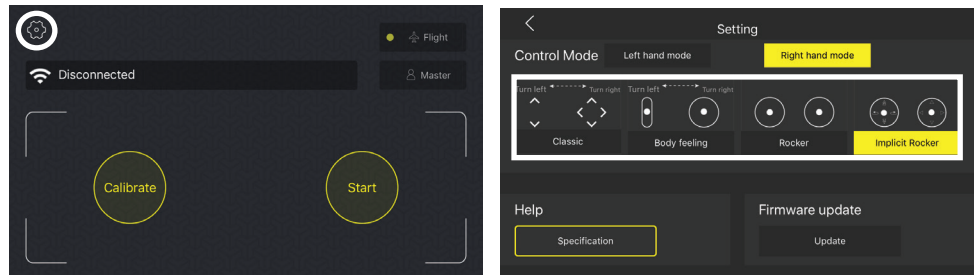 Flight
Disconnected
Master
Calibrate
Start
Setting
Control Mode
Left hand mode
Right hand mode
Turn left
Turn right
Turn left
Turn right
Classic
Body feeling
Rocker
Implicit Rocker
Help
Firmware update
Specification
Update